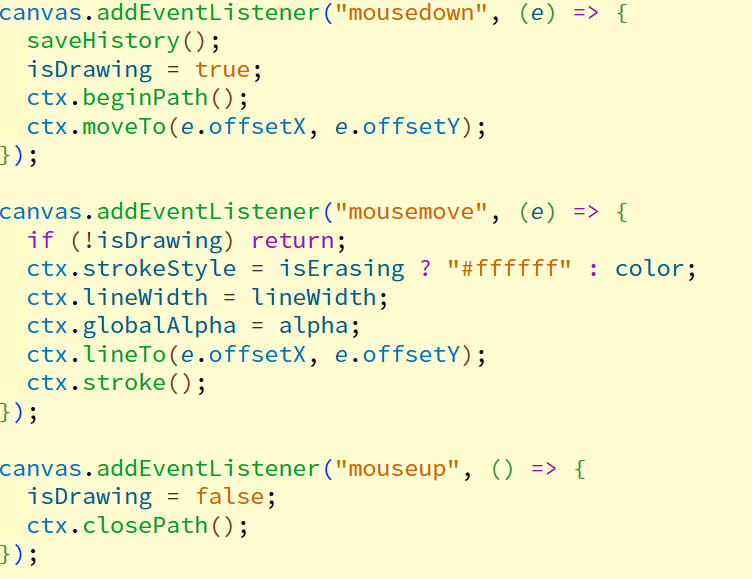 canvas.addEventListener("mousedown", (e) => {
  saveHistory();
  isDrawing = true;
  ctx.beginPath();
  ctx.moveTo(e.offsetX, e.offsetY);
});

canvas.addEventListener("mousemove", (e) => {
  if (!isDrawing) return;
  ctx.strokeStyle = isErasing ? "#ffffff" : color;
  ctx.lineWidth = lineWidth;
  ctx.globalAlpha = alpha;
  ctx.lineTo(e.offsetX, e.offsetY);
  ctx.stroke();
});

canvas.addEventListener("mouseup", () => {
  isDrawing = false;
  ctx.closePath();
});